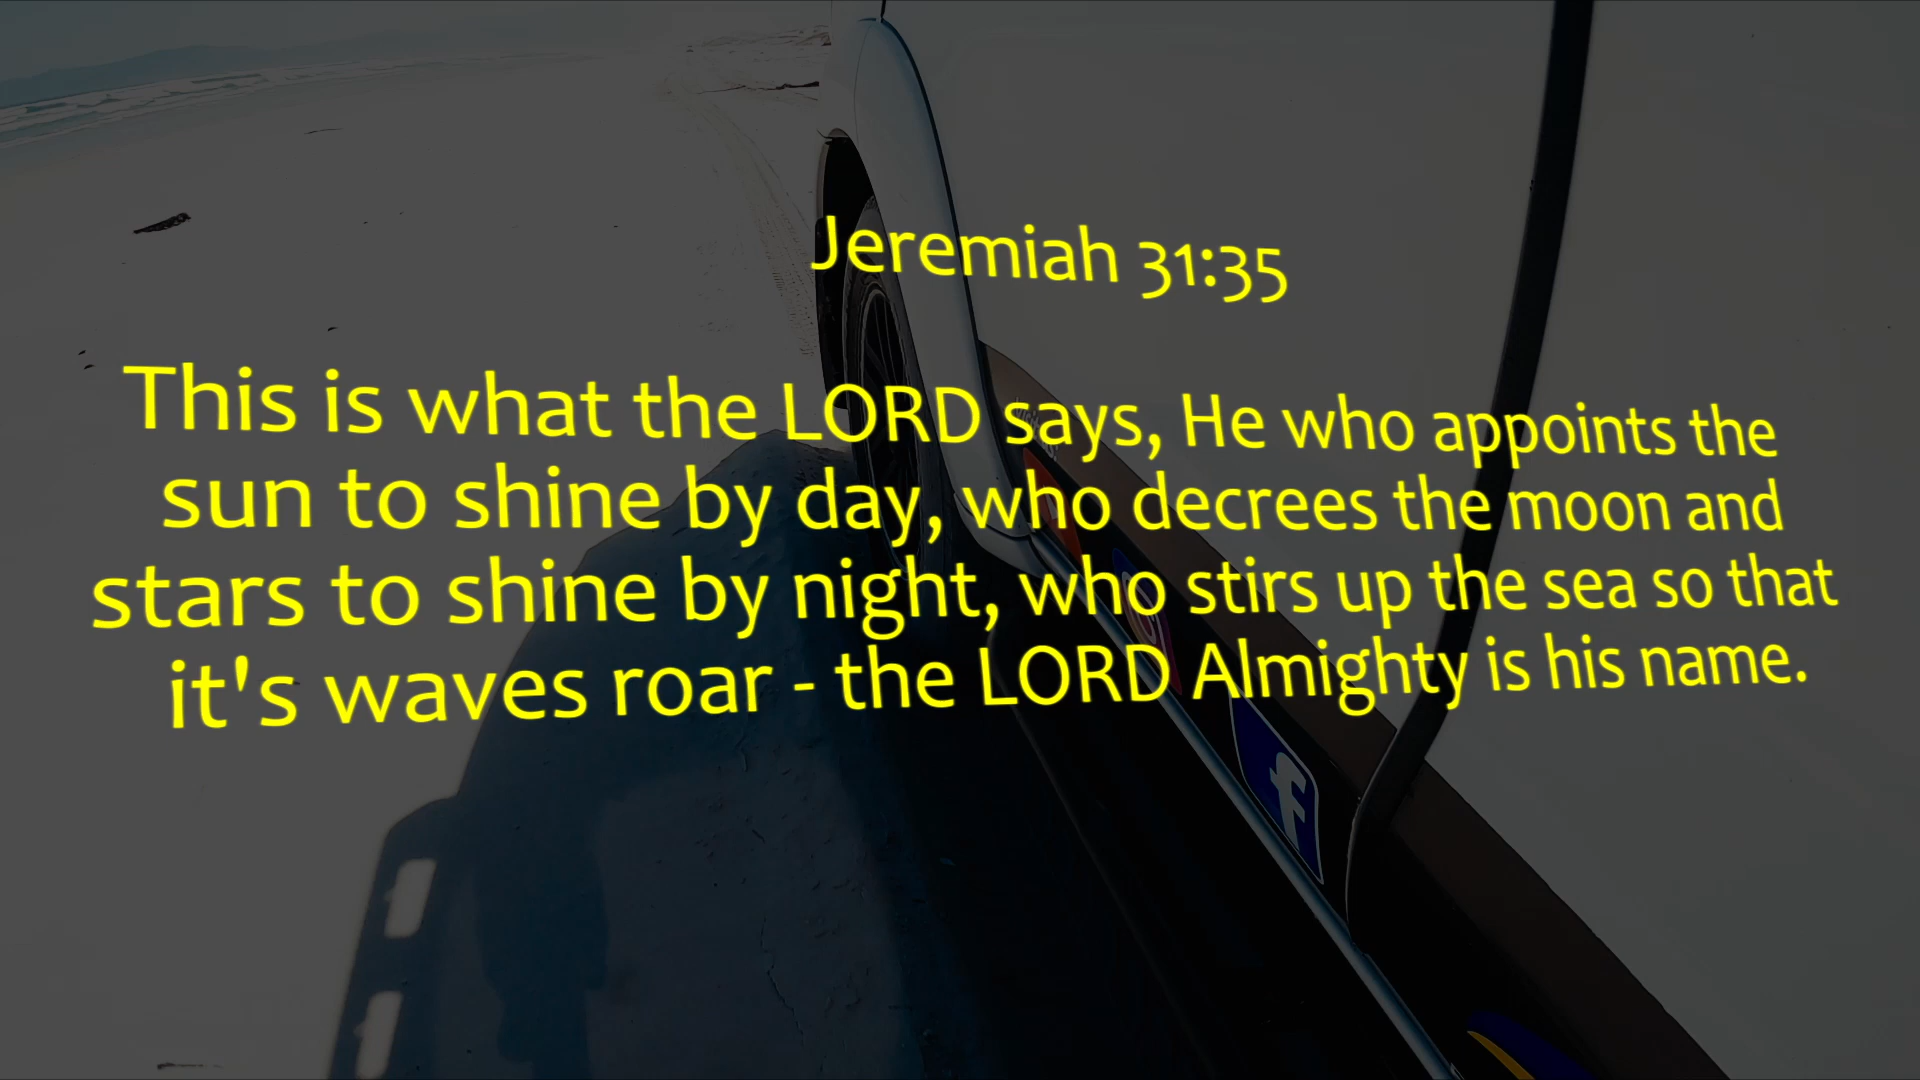 Jeremiah 31:35
This is what the LORD says, He who appoints the
sun to shine by day, who decrees the moon and
stars to shine by night, who stirs up the sea so that
it's waves roar - the LORD Almighty is his name.
f